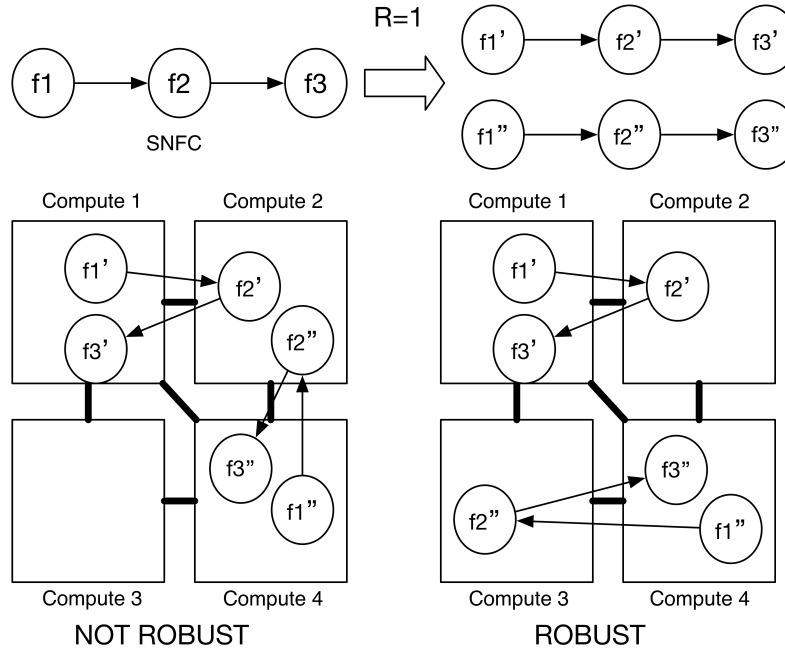 R=1
f1 f2 f3
SNFC
f1’ f2’ f3’
f1” f2” f3”
Compute 1 Compute 2
f1’
f2’
f3’
f2”
f3”
f1”
Compute 3 Compute 4
NOT ROBUST
Compute 1 Compute 2
f1’
f2’
f3’
f3”
f2”
f1”
Compute 3 Compute 4
ROBUST